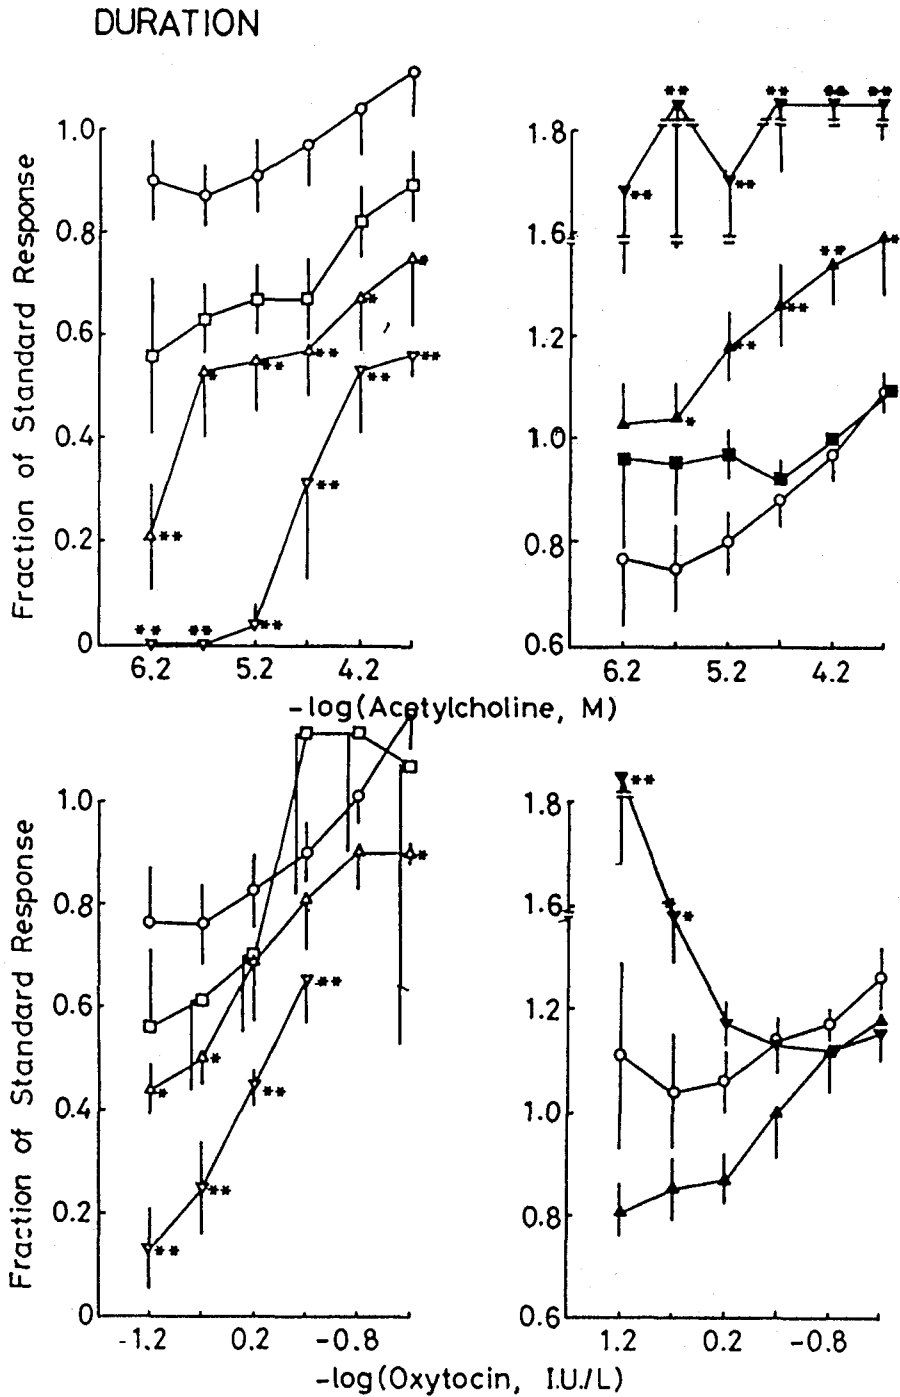 DURATION
Fraction of Standard Response
1.0
0.8
0.6
0.4
0.2
0
6.2 5.2 4.2
** ** ** ** ** ** ** ** ** * * *
1.8
1.6
1.2
1.0
0.8
0.6
6.2 5.2 4.2
** ** ** ** ** ** * ** ** ** *
-log(Acetylcholine, M)
Fraction of Standard Response
1.0
0.8
0.6
0.4
0.2
0
-1.2 0.2 -0.8
** ** ** ** * * *
1.8
1.6
1.2
1.0
0.8
0.6
1.2 0.2 -0.8
** * *
-log(Oxytocin, I.U./L)